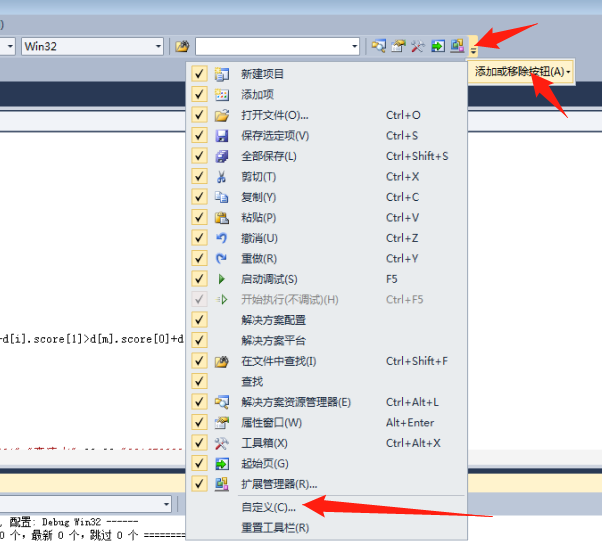 )
Win32
添加或移除按钮(A)
新建项目
添加项
打开文件(O)... Ctrl+O
保存选定项(V) Ctrl+S
全部保存(L) Ctrl+Shift+S
剪切(T) Ctrl+X
复制(Y) Ctrl+C
粘贴(P) Ctrl+V
撤消(U) Ctrl+Z
重做(R) Ctrl+Y
启动调试(S) F5
开始执行(不调试)(H) Ctrl+F5
解决方案配置
解决方案平台
d[i].score[1]>d[m].score[0]+d
在文件中查找(I) Ctrl+Shift+F
查找
解决方案资源管理器(E) Ctrl+Alt+L
属性窗口(W) Alt+Enter
工具箱(X) Ctrl+Alt+X
起始页(G)
扩展管理器(R)...
自定义(C)...
重置工具栏(R)
, 配置: Debug Win32 ------
0 个，最新 0 个，跳过 0 个 ========